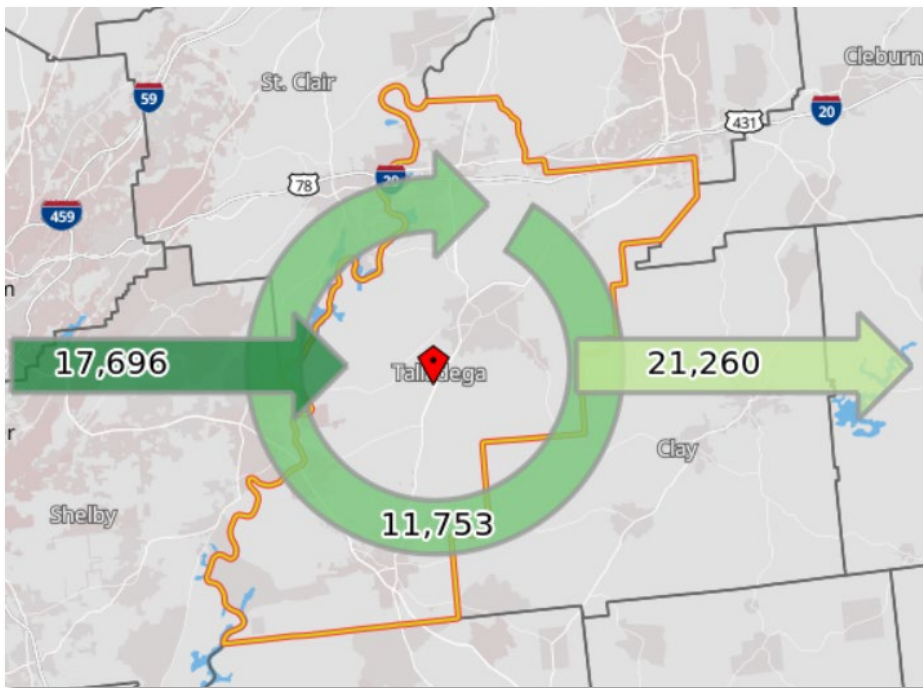 Cleburn
St. Clair
59
20
431
20
78
459
m
17,696
21,260
Talladega
r
Clay
Shelby
11,753